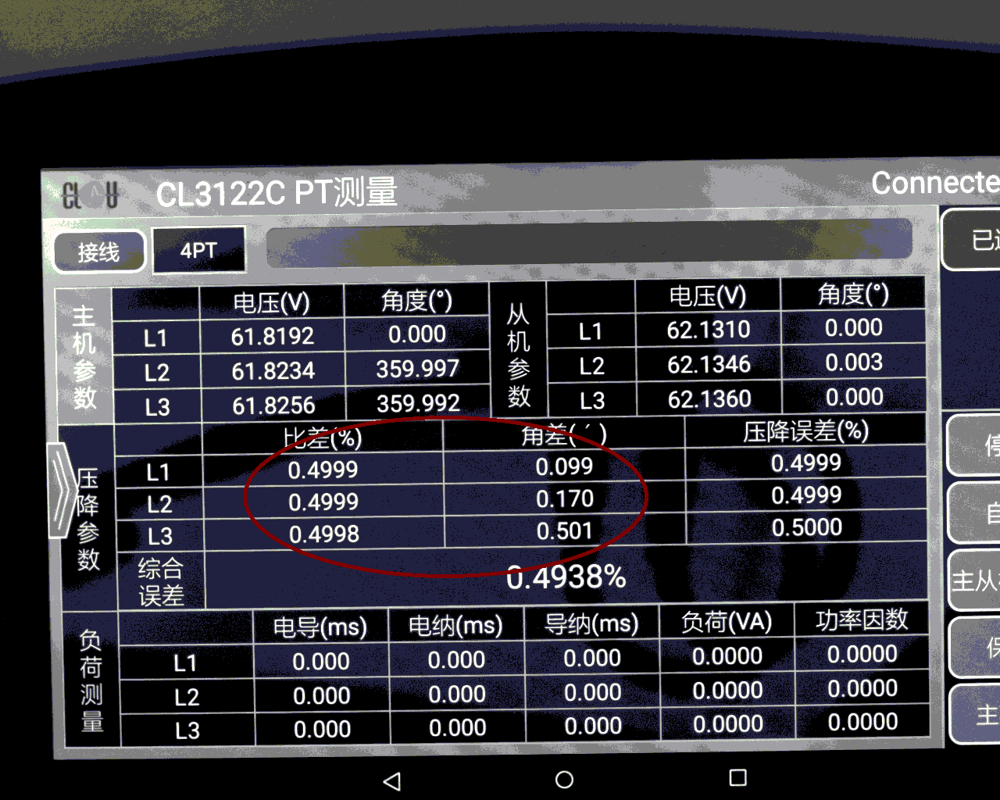 CLOU CL3122C PT测量 Connecte
接线 4PT
主机参数 电压(V) 角度(°) 从机参数 电压(V) 角度(°)
L1 61.8192 0.000 L1 62.1310 0.000
L2 61.8234 359.997 L2 62.1346 0.003
L3 61.8256 359.992 L3 62.1360 0.000
压降参数 比差(%) 角差(′) 压降误差(%)
L1 0.4999 0.099 0.4999
L2 0.4999 0.170 0.4999
L3 0.4998 0.501 0.5000
综合误差 0.4938%
负荷测量 电导(ms) 电纳(ms) 导纳(ms) 负荷(VA) 功率因数
L1 0.000 0.000 0.000 0.0000 0.0000
L2 0.000 0.000 0.000 0.0000 0.0000
L3 0.000 0.000 0.000 0.0000 0.0000
已
停
自
主从
保
主